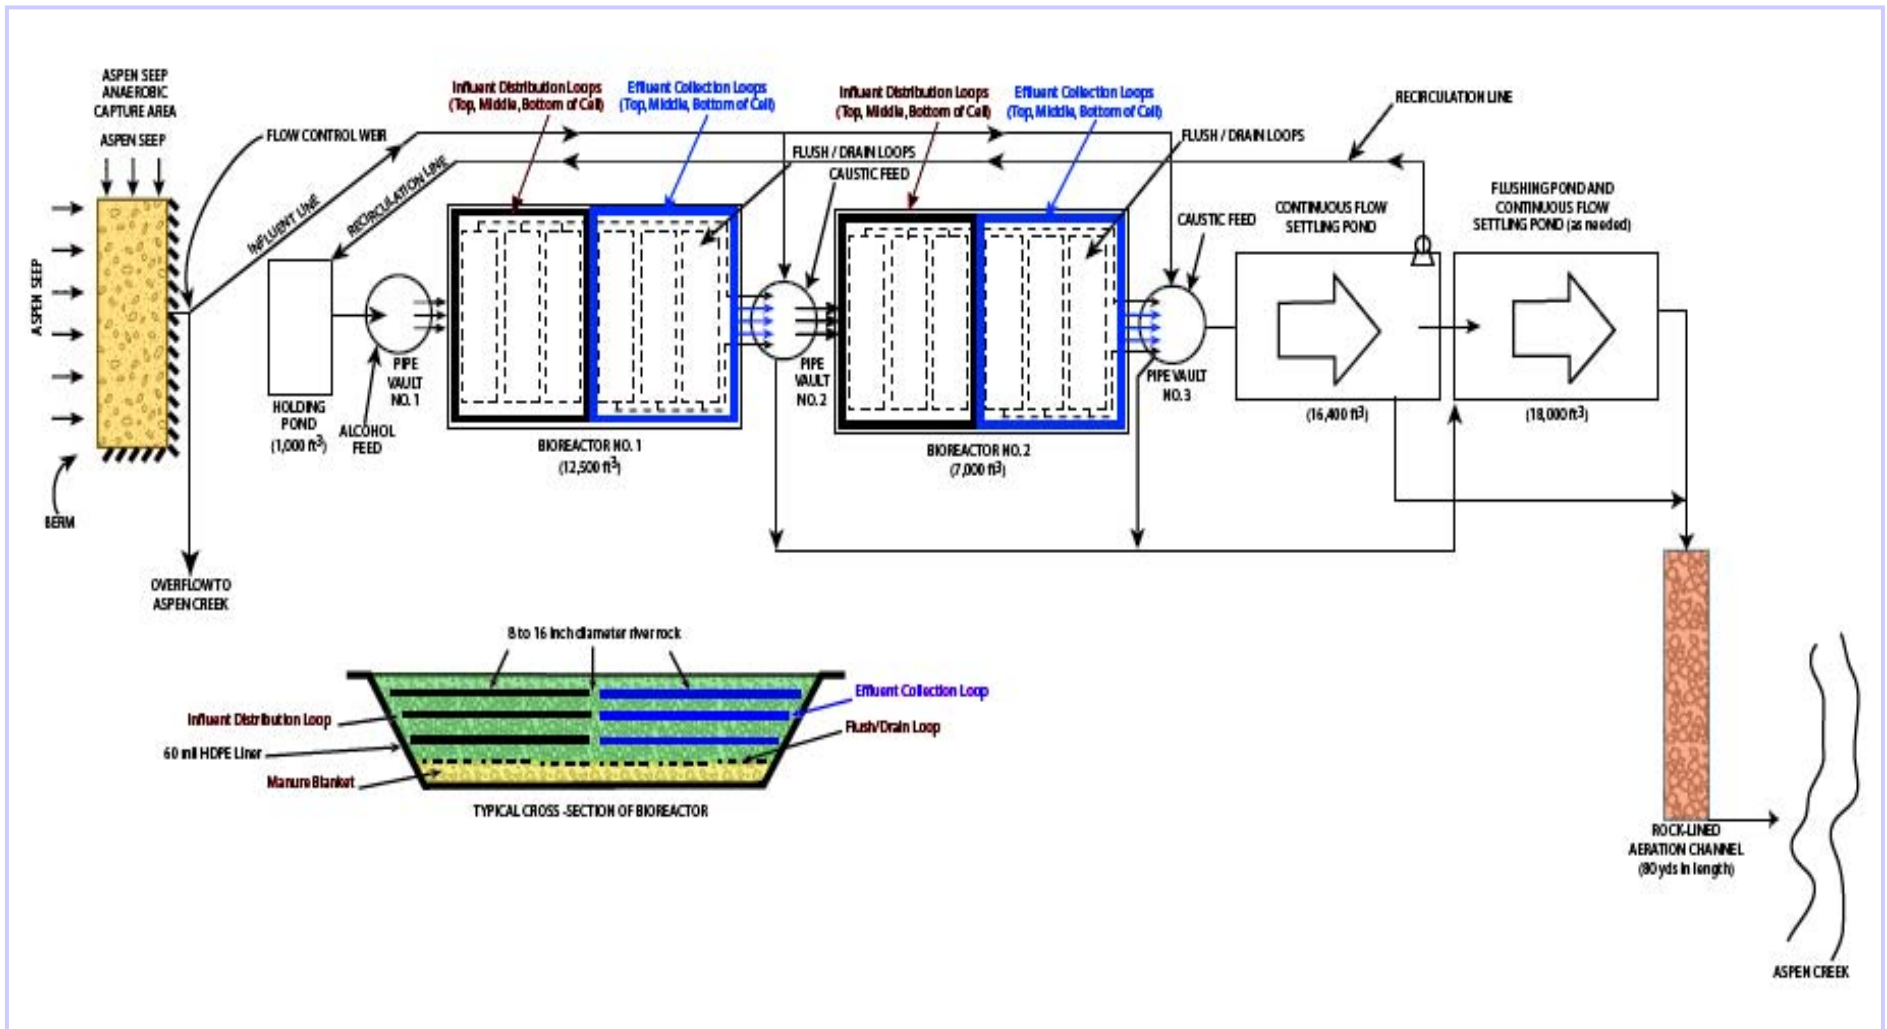 ASPEN SEEP
ANAEROBIC
CAPTURE AREA
ASPEN SEEP
ASPEN SEEP
BERM
FLOW CONTROL WEIR
INFLUENT LINE
RECIRCULATION LINE
OVERFLOW TO
ASPEN CREEK
HOLDING
POND
(1,000 ft3)
ALCOHOL
FEED
PIPE
VAULT
NO. 1
Influent Distribution Loops
(Top, Middle, Bottom of Cell)
Effluent Collection Loops
(Top, Middle, Bottom of Cell)
FLUSH / DRAIN LOOPS
CAUSTIC FEED
BIOREACTOR NO. 1
(12,500 ft3)
PIPE
VAULT
NO. 2
Influent Distribution Loops
(Top, Middle, Bottom of Cell)
Effluent Collection Loops
(Top, Middle, Bottom of Cell)
FLUSH / DRAIN LOOPS
CAUSTIC FEED
BIOREACTOR NO. 2
(7,000 ft3)
PIPE VAULT
NO. 3
RECIRCULATION LINE
CONTINUOUS FLOW
SETTLING POND
(16,400 ft3)
FLUSHING POND AND
CONTINUOUS FLOW
SETTLING POND (as needed)
(18,000 ft3)
8 to 16 inch diameter river rock
Influent Distribution Loop
60 mil HDPE Liner
Manure Blanket
Effluent Collection Loop
Flush/Drain Loop
TYPICAL CROSS -SECTION OF BIOREACTOR
ROCK-LINED
AERATION CHANNEL
(80 yds in length)
ASPEN CREEK